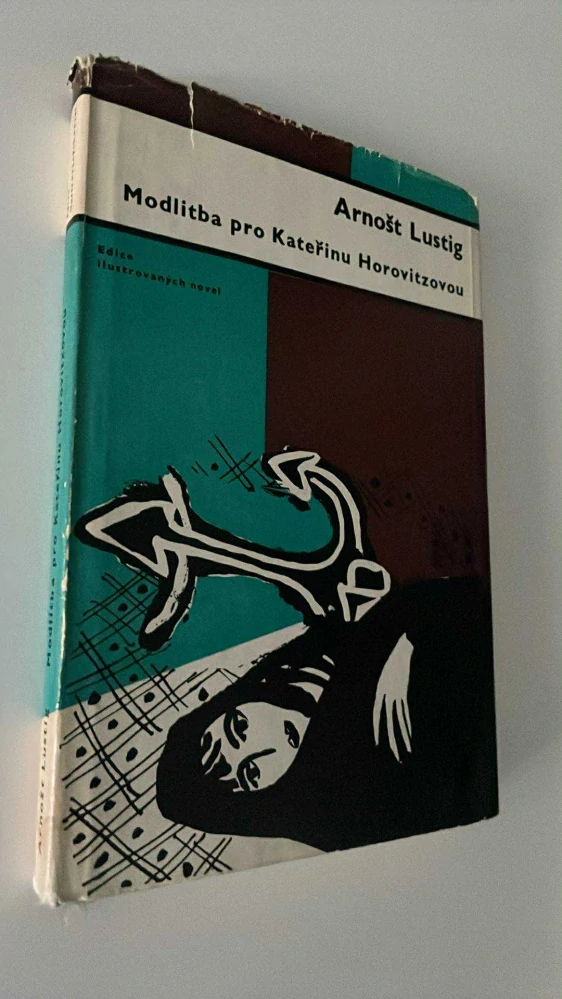 Arnošt Lustig
Modlitba pro Kateřinu Horovitzovou
Edice
ilustrovaných novel
Arnošt Lustig
Modlitba pro Kateřinu Horovitzovou